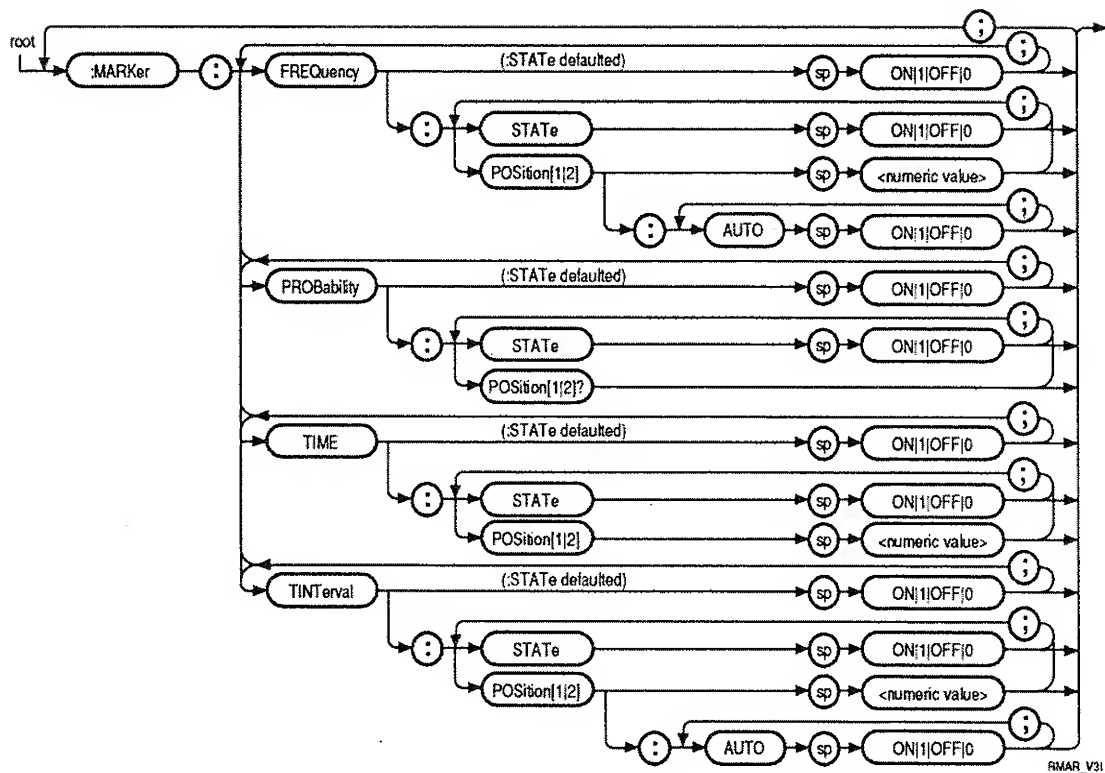 ;
root
;
:MARKer : FREQuency (:STATe defaulted) sp ON|1|OFF|0
;
: STATe sp ON|1|OFF|0
POSition[1|2] sp <numeric value>
;
: AUTO sp ON|1|OFF|0
;
PROBability (:STATe defaulted) sp ON|1|OFF|0
;
: STATe sp ON|1|OFF|0
POSition[1|2]?
;
TIME (:STATe defaulted) sp ON|1|OFF|0
;
: STATe sp ON|1|OFF|0
POSition[1|2] sp <numeric value>
;
TINTerval (:STATe defaulted) sp ON|1|OFF|0
;
: STATe sp ON|1|OFF|0
POSition[1|2] sp <numeric value>
;
: AUTO sp ON|1|OFF|0
RMAR_V3I